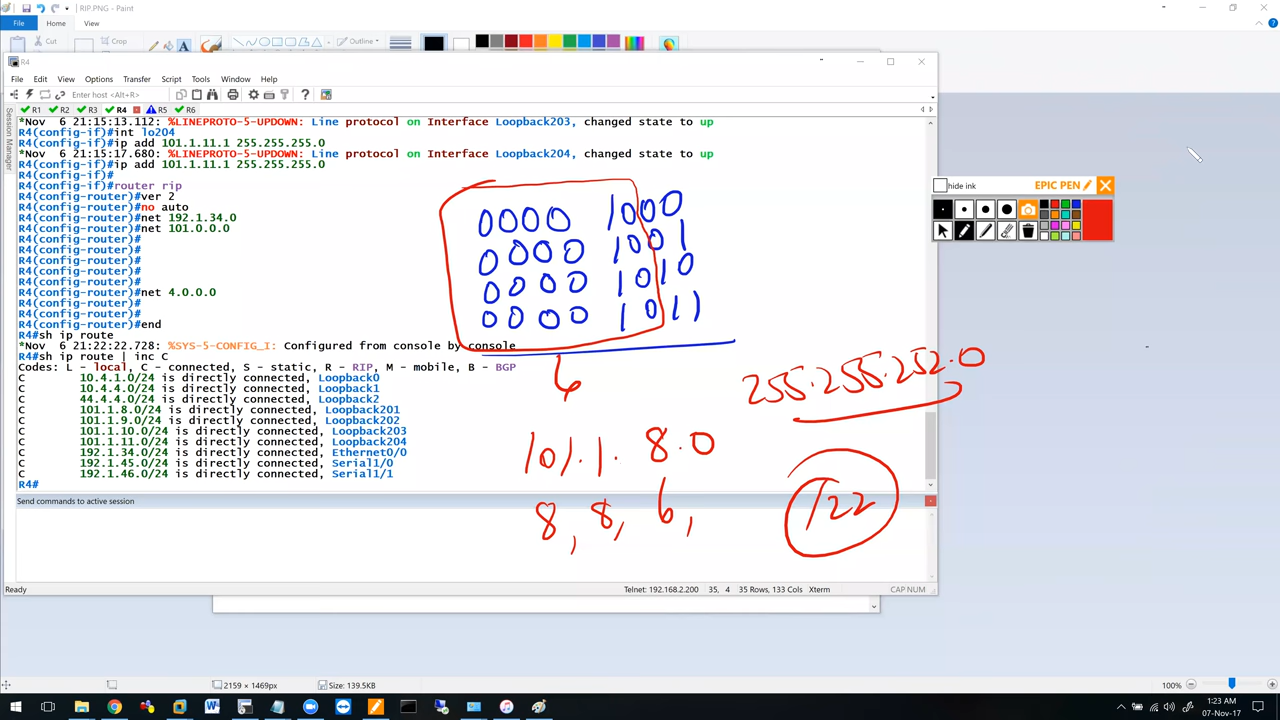 RIP.PNG - Paint
File Home View
Cut Crop Outline
R4
File Edit View Options Transfer Script Tools Window Help
Enter host <Alt+R>
R1 R2 R3 R4 R5 R6
Session Manager
*Nov 6 21:15:13.112: %LINEPROTO-5-UPDOWN: Line protocol on Interface Loopback203, changed state to up
R4(config-if)#int lo204
R4(config-if)#ip add 101.1.11.1 255.255.255.0
*Nov 6 21:15:17.680: %LINEPROTO-5-UPDOWN: Line protocol on Interface Loopback204, changed state to up
R4(config-if)#ip add 101.1.11.1 255.255.255.0
R4(config-if)#
R4(config-if)#router rip
R4(config-router)#ver 2
R4(config-router)#no auto
R4(config-router)#net 192.1.34.0
R4(config-router)#net 101.0.0.0
R4(config-router)#
R4(config-router)#
R4(config-router)#
R4(config-router)#
R4(config-router)#
R4(config-router)#net 4.0.0.0
R4(config-router)#
R4(config-router)#
R4(config-router)#end
R4#sh ip route
*Nov 6 21:22:22.728: %SYS-5-CONFIG_I: Configured from console by console
R4#sh ip route | inc C
Codes: L - local, C - connected, S - static, R - RIP, M - mobile, B - BGP
C 10.4.1.0/24 is directly connected, Loopback0
C 10.4.4.0/24 is directly connected, Loopback1
C 44.4.4.0/24 is directly connected, Loopback2
C 101.1.8.0/24 is directly connected, Loopback201
C 101.1.9.0/24 is directly connected, Loopback202
C 101.1.10.0/24 is directly connected, Loopback203
C 101.1.11.0/24 is directly connected, Loopback204
C 192.1.34.0/24 is directly connected, Ethernet0/0
C 192.1.45.0/24 is directly connected, Serial1/0
C 192.1.46.0/24 is directly connected, Serial1/1
R4#
0000 1000
0000 1001
0000 1010
0000 1011
6
255.255.252.0
101.1.8.0
8, 8, 6,
/22
hide ink EPIC PEN
Send commands to active session
Ready Telnet: 192.168.2.200 35, 4 35 Rows, 133 Cols Xterm CAP NUM
2159 × 1469px Size: 139.5KB 100%
1:23 AM
07-Nov-17